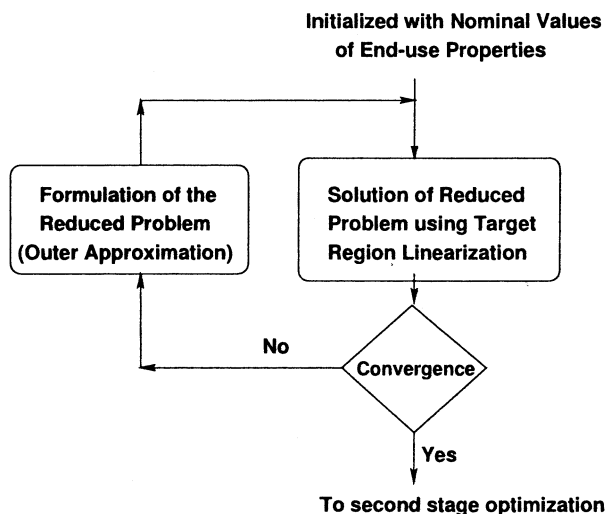 Initialized with Nominal Values
of End-use Properties
Formulation of the
Reduced Problem
(Outer Approximation)
Solution of Reduced
Problem using Target
Region Linearization
No
Convergence
Yes
To second stage optimization